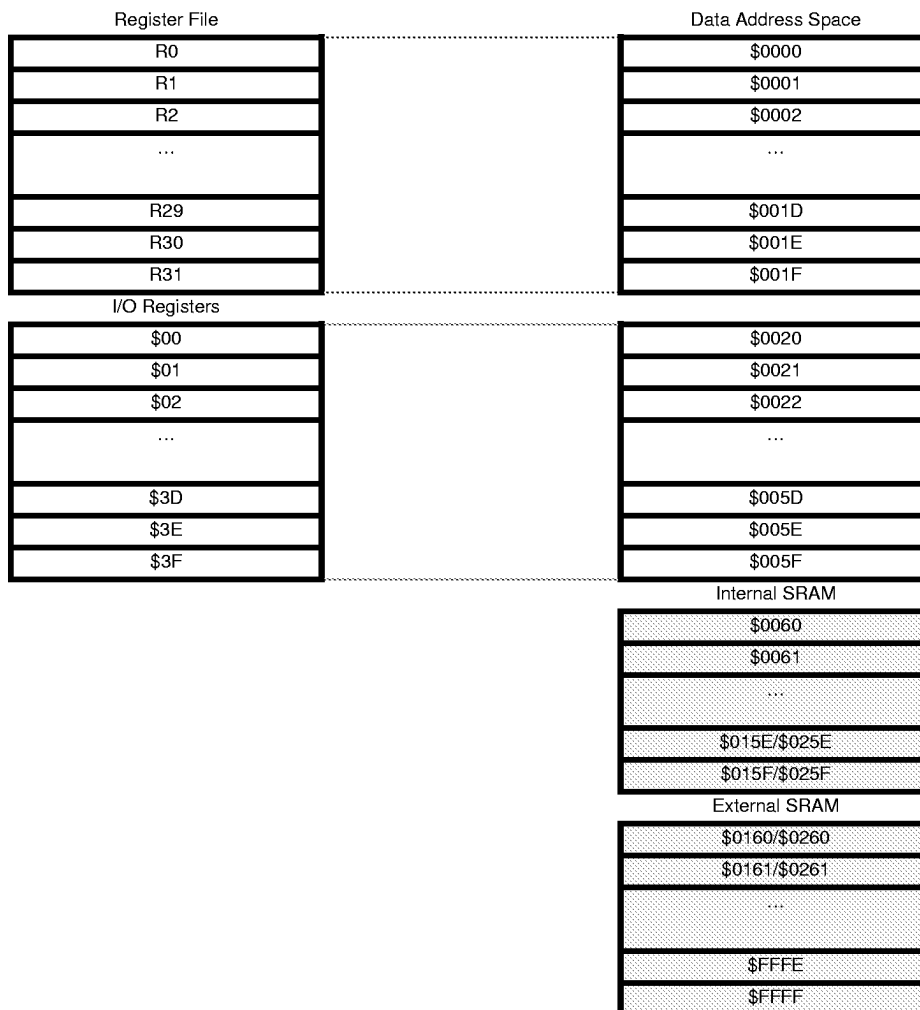 Register File Data Address Space
R0 $0000
R1 $0001
R2 $0002
... ...
R29 $001D
R30 $001E
R31 $001F
I/O Registers
$00 $0020
$01 $0021
$02 $0022
... ...
$3D $005D
$3E $005E
$3F $005F
Internal SRAM
$0060
$0061
...
$015E/$025E
$015F/$025F
External SRAM
$0160/$0260
$0161/$0261
...
$FFFE
$FFFF